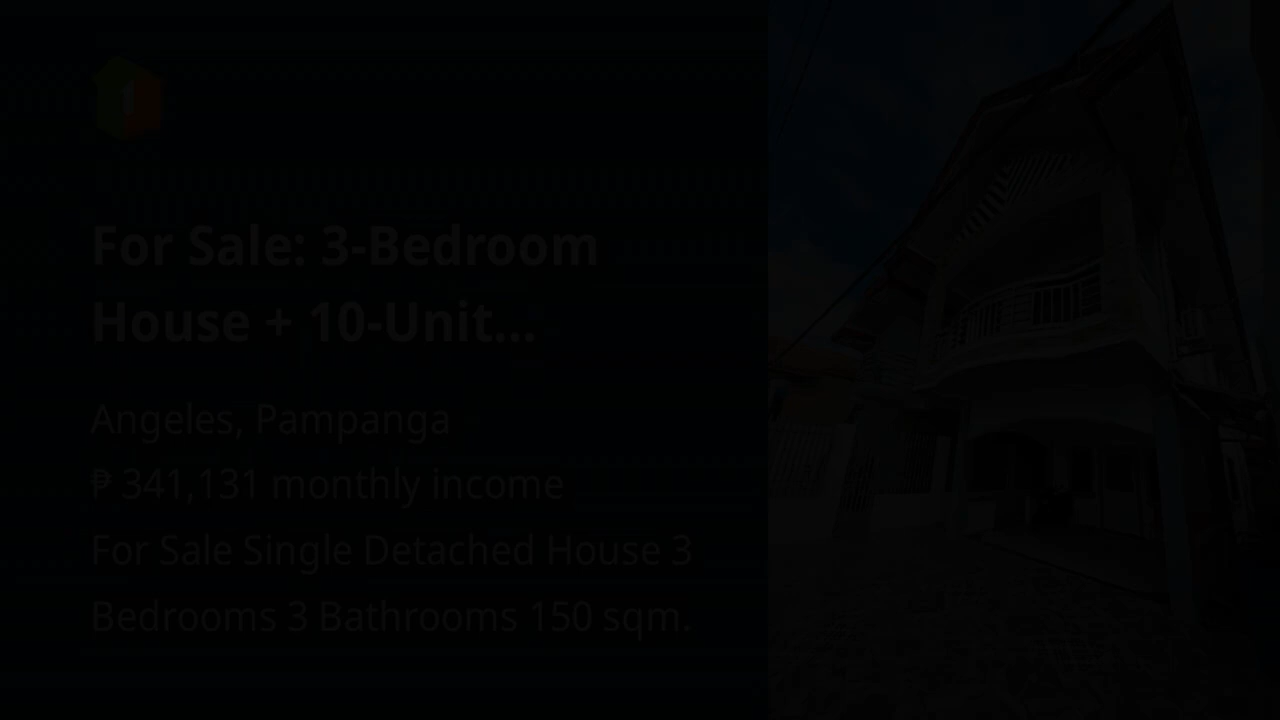 For Sale: 3-Bedroom
House + 10-Unit...
Angeles, Pampanga
₱ 341,131 monthly income
For Sale Single Detached House 3
Bedrooms 3 Bathrooms 150 sqm.